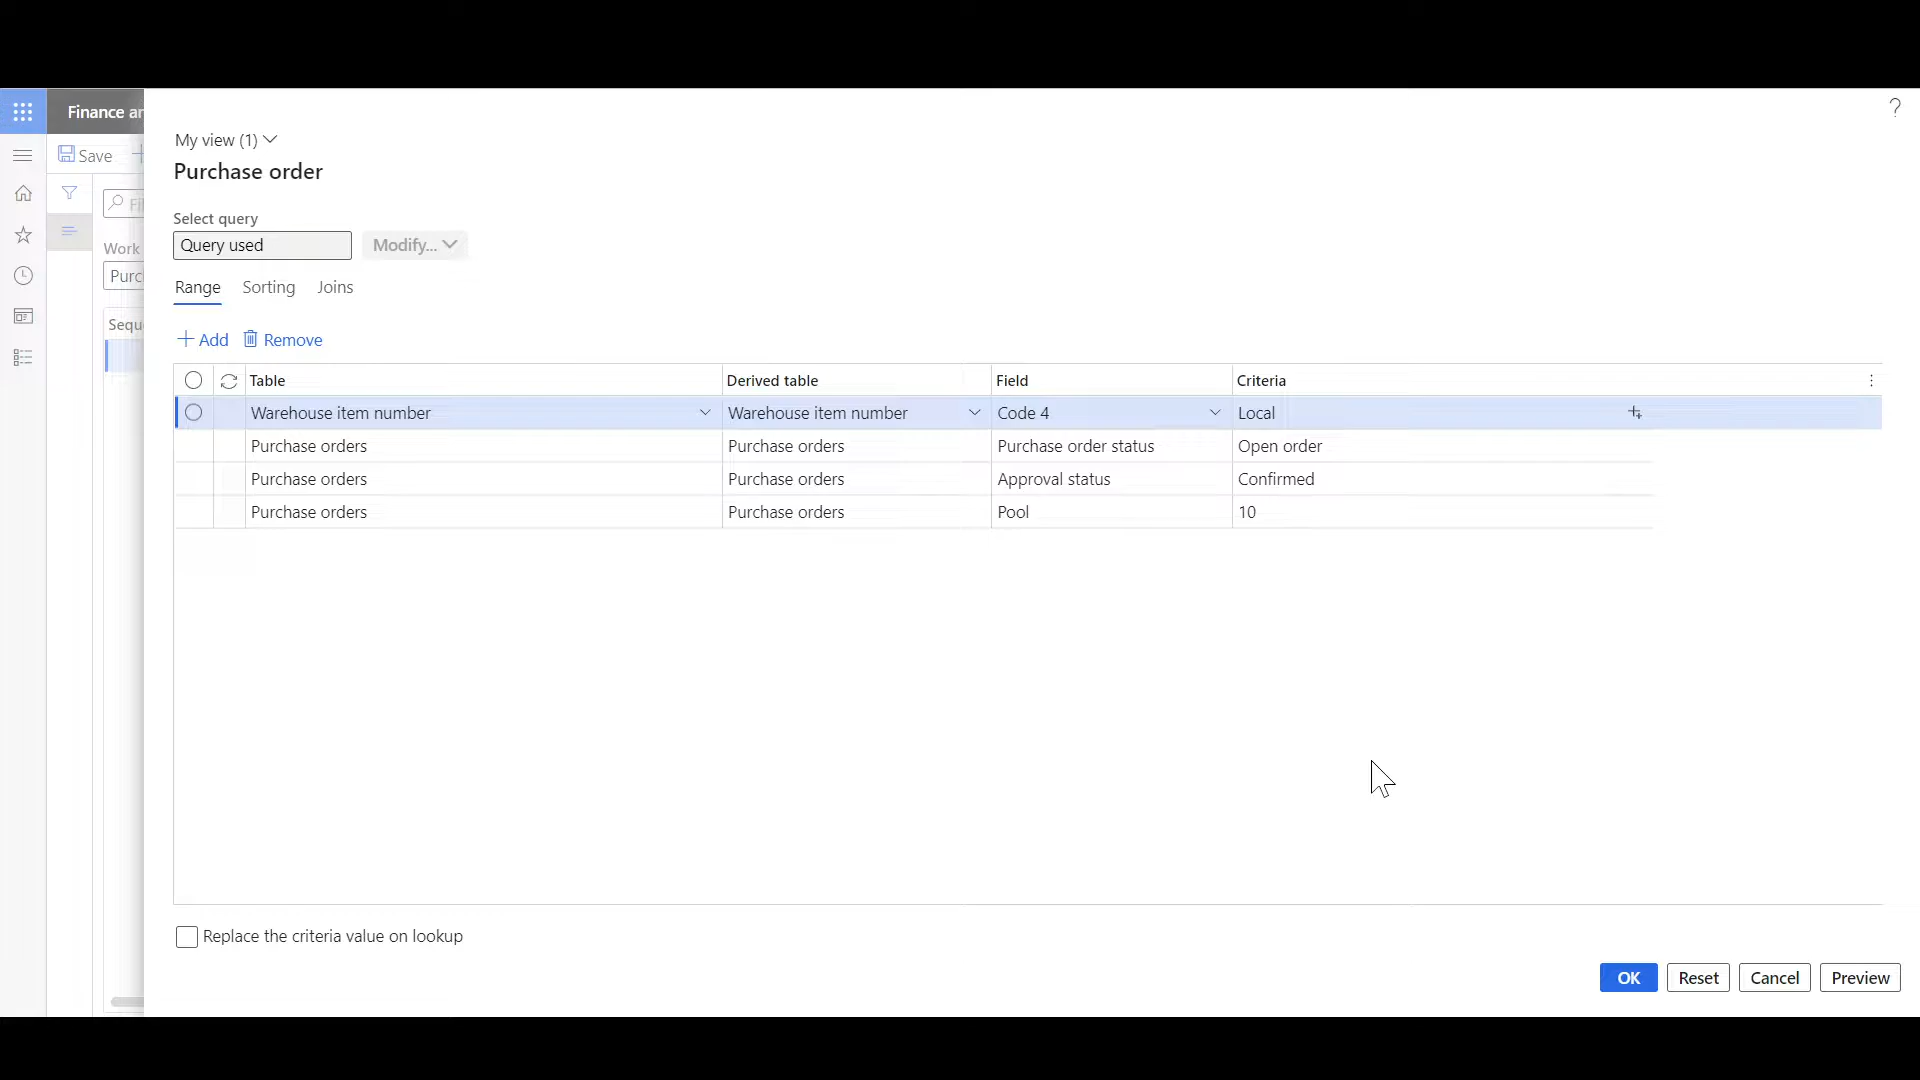 Finance ar
?
My view (1)
Save
Purchase order
Select query
Query used
Modify...
Work
Purc
Range Sorting Joins
Sequ
Add Remove
Table Derived table Field Criteria
Warehouse item number Warehouse item number Code 4 Local
Purchase orders Purchase orders Purchase order status Open order
Purchase orders Purchase orders Approval status Confirmed
Purchase orders Purchase orders Pool 10
Replace the criteria value on lookup
OK Reset Cancel Preview